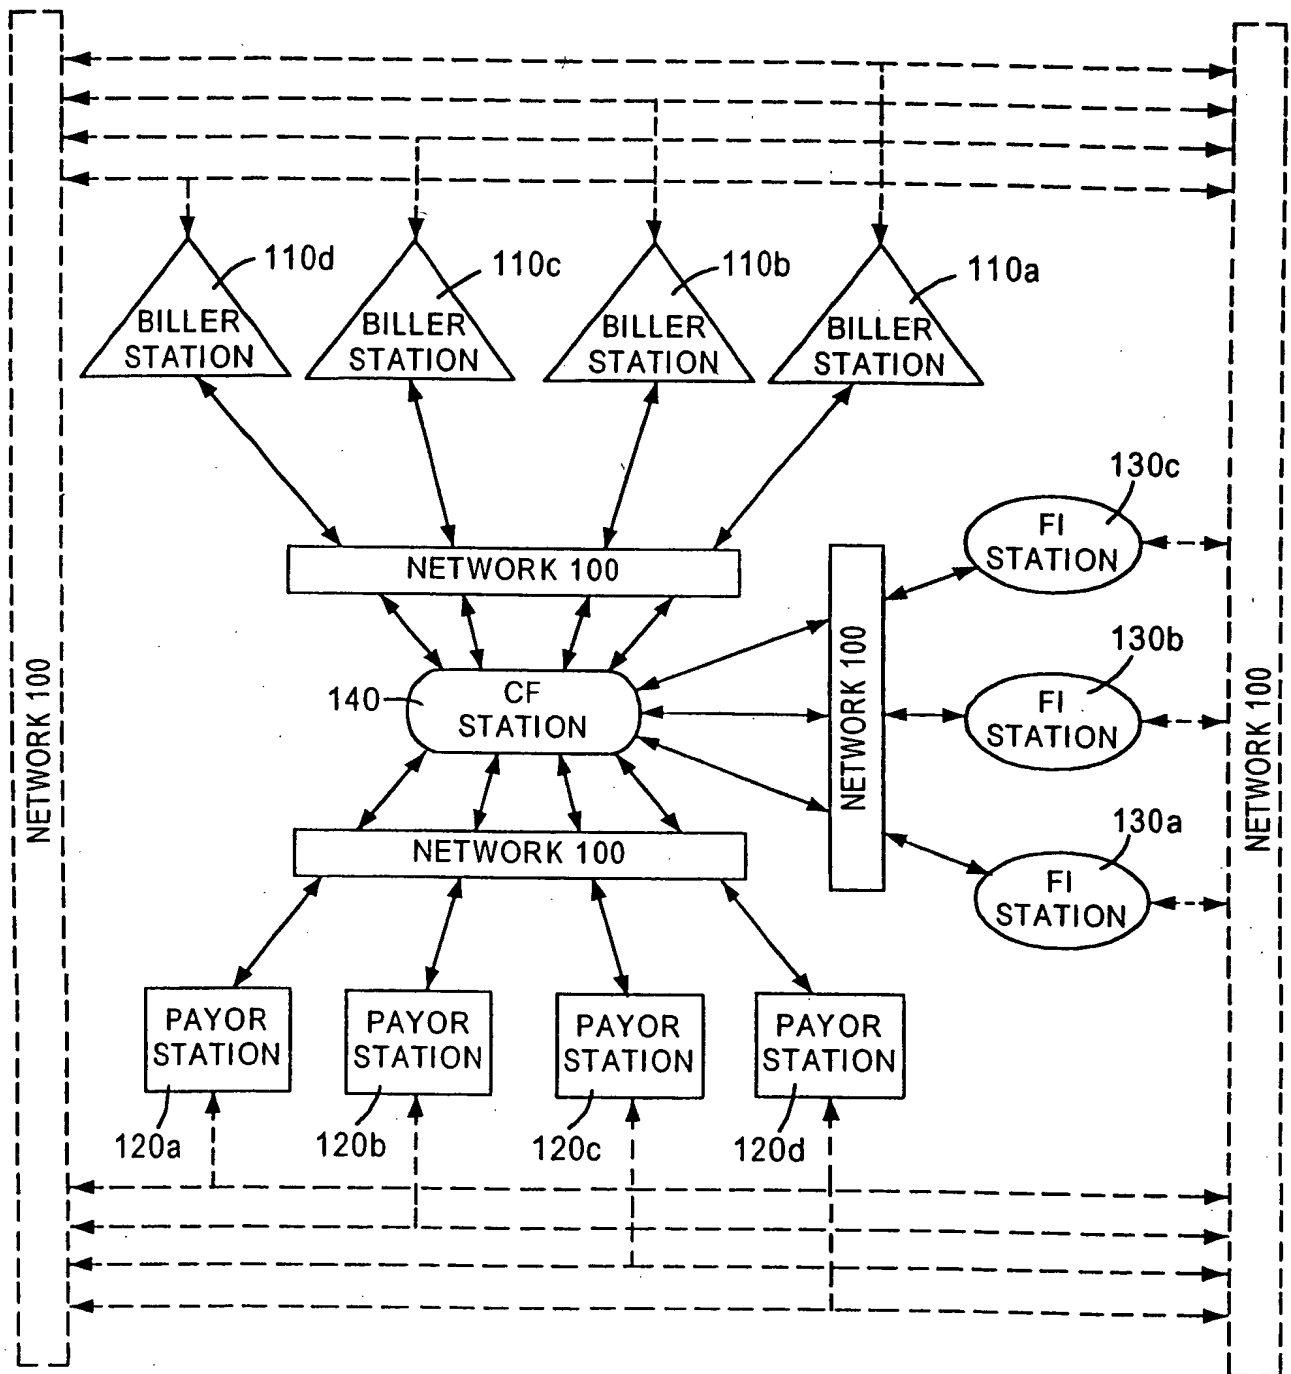 110d
110c
110b
110a
BILLER
STATION
BILLER
STATION
BILLER
STATION
BILLER
STATION
130c
FI
STATION
NETWORK 100
130b
FI
STATION
NETWORK 100
140
CF
STATION
NETWORK 100
NETWORK 100
NETWORK 100
130a
FI
STATION
PAYOR
STATION
PAYOR
STATION
PAYOR
STATION
PAYOR
STATION
120a
120b
120c
120d